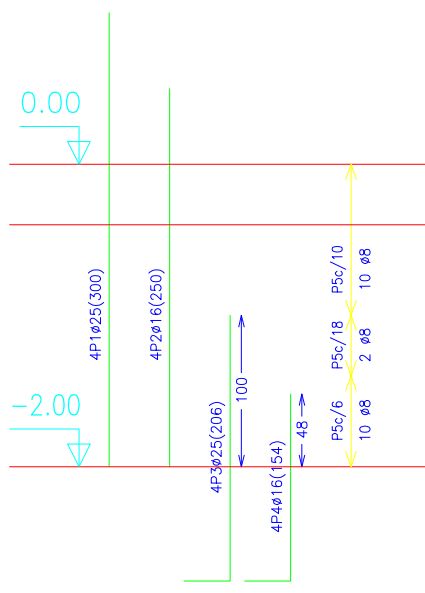 0.00
-2.00
4P1ø25(300)
4P2ø16(250)
4P3ø25(206)
100
4P4ø16(154)
48
P5c/10
10 ø8
P5c/18
2 ø8
P5c/6
10 ø8